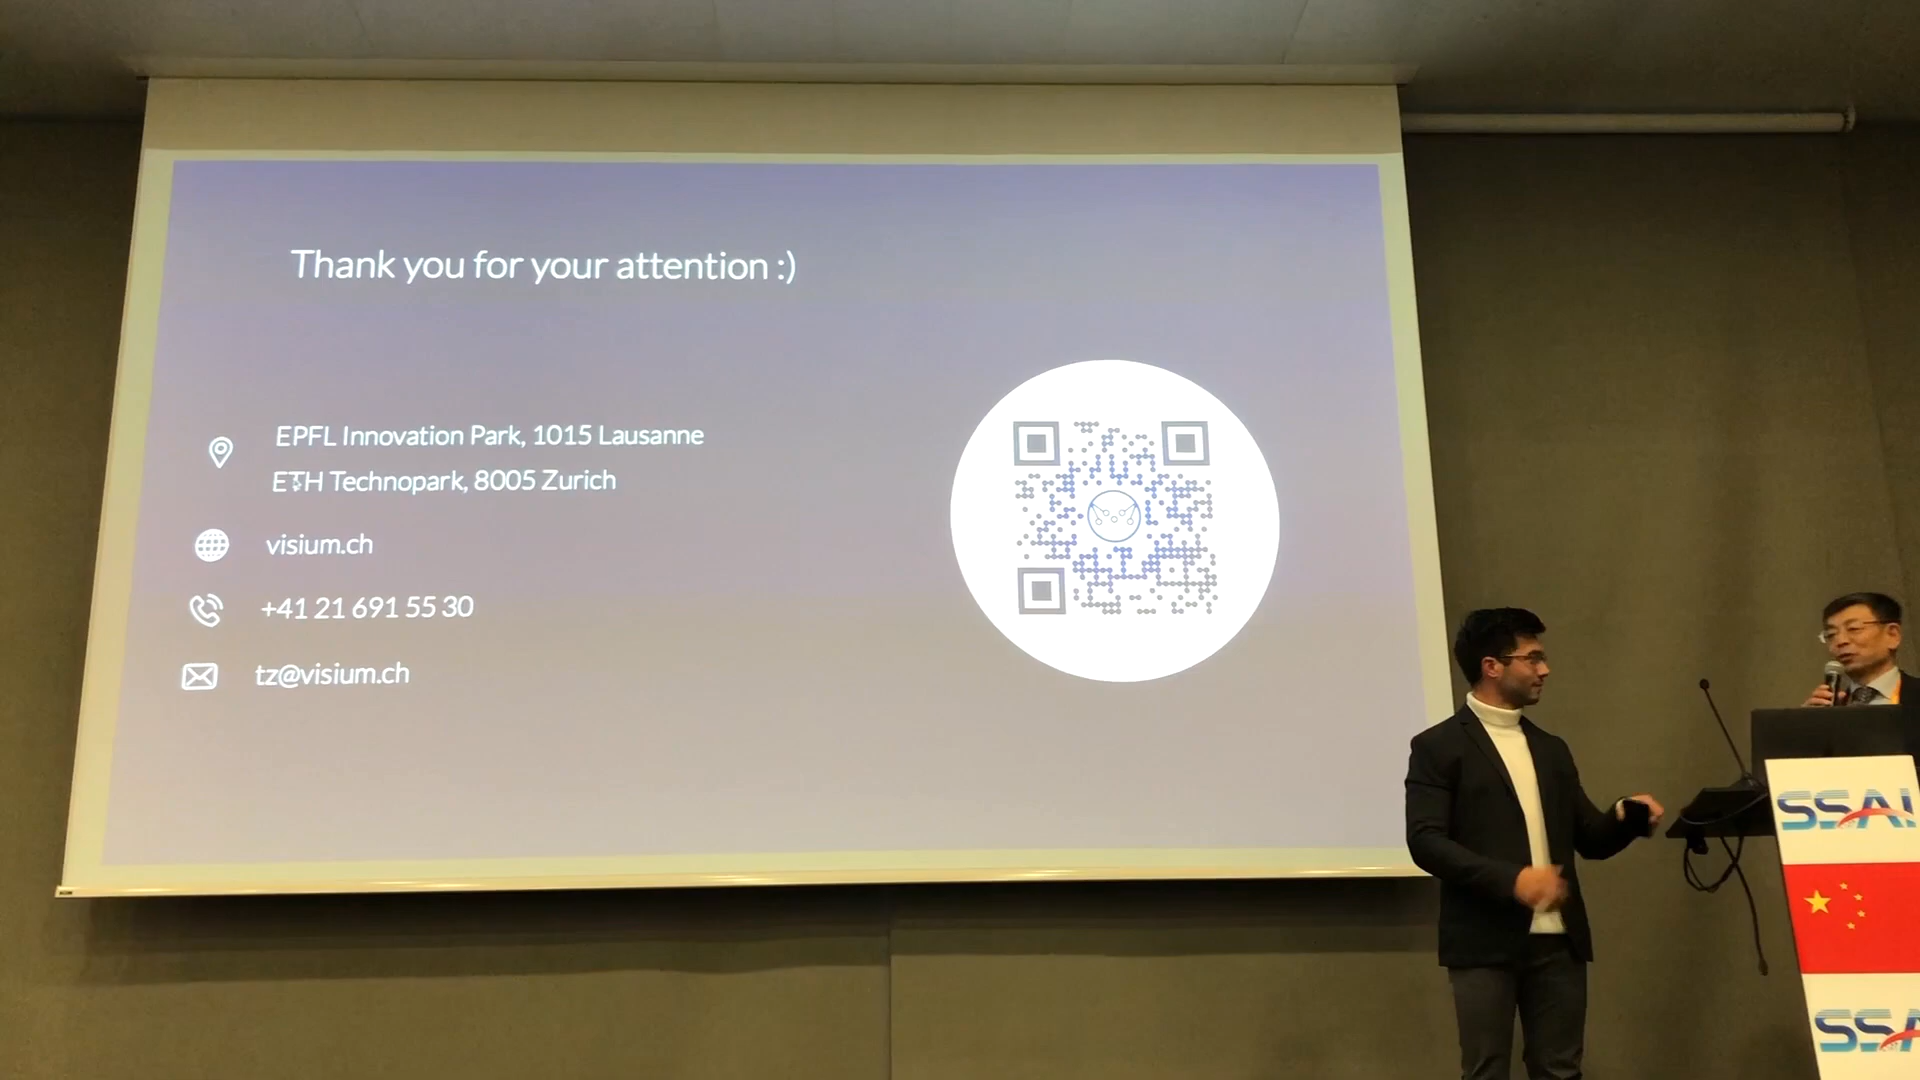 Thank you for your attention :)
EPFL Innovation Park, 1015 Lausanne
ETH Technopark, 8005 Zurich
visium.ch
+41 21 691 55 30
tz@visium.ch
SSAI
SSA